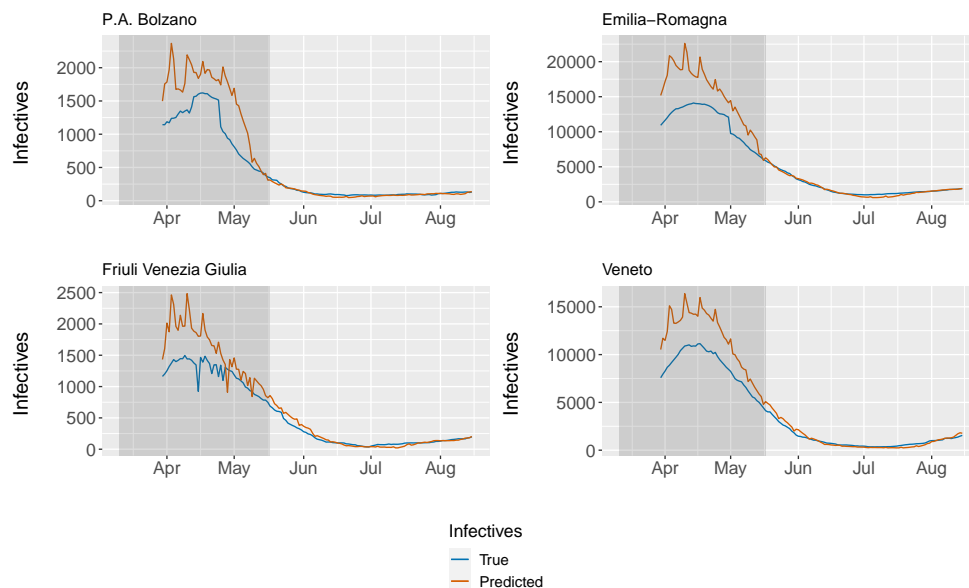 P.A. Bolzano
Infectives
2000
1500
1000
500
0
Apr May Jun Jul Aug
Emilia−Romagna
Infectives
20000
15000
10000
5000
0
Apr May Jun Jul Aug
Friuli Venezia Giulia
Infectives
2500
2000
1500
1000
500
0
Apr May Jun Jul Aug
Veneto
Infectives
15000
10000
5000
0
Apr May Jun Jul Aug
Infectives
True
Predicted